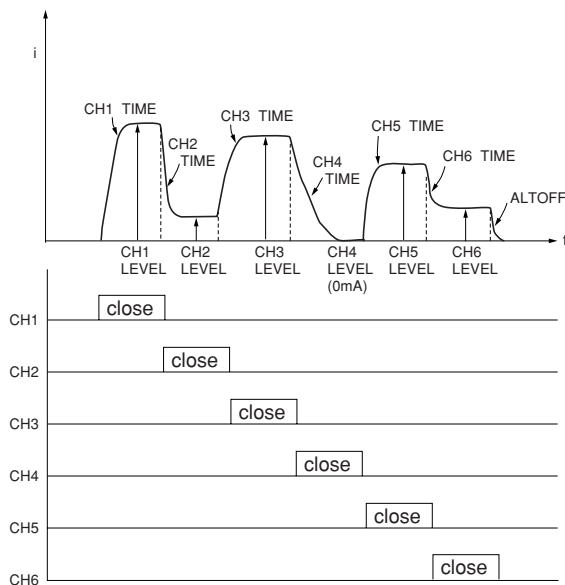 i
CH1 TIME
CH2
TIME
CH3 TIME
CH4
TIME
CH5 TIME
CH6 TIME
ALTOFF
t
CH1
LEVEL
CH2
LEVEL
CH3
LEVEL
CH4
LEVEL
(0mA)
CH5
LEVEL
CH6
LEVEL
CH1
close
CH2
close
CH3
close
CH4
close
CH5
close
CH6
close